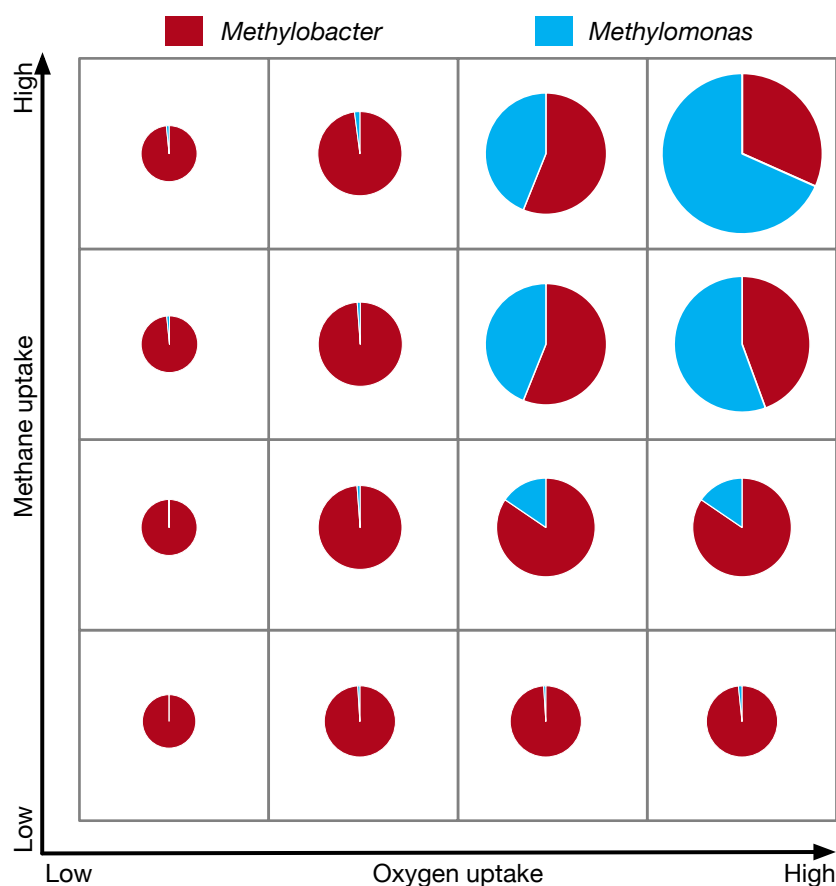 Methylobacter
Methylomonas
High
Methane uptake
Low
Low
Oxygen uptake
High